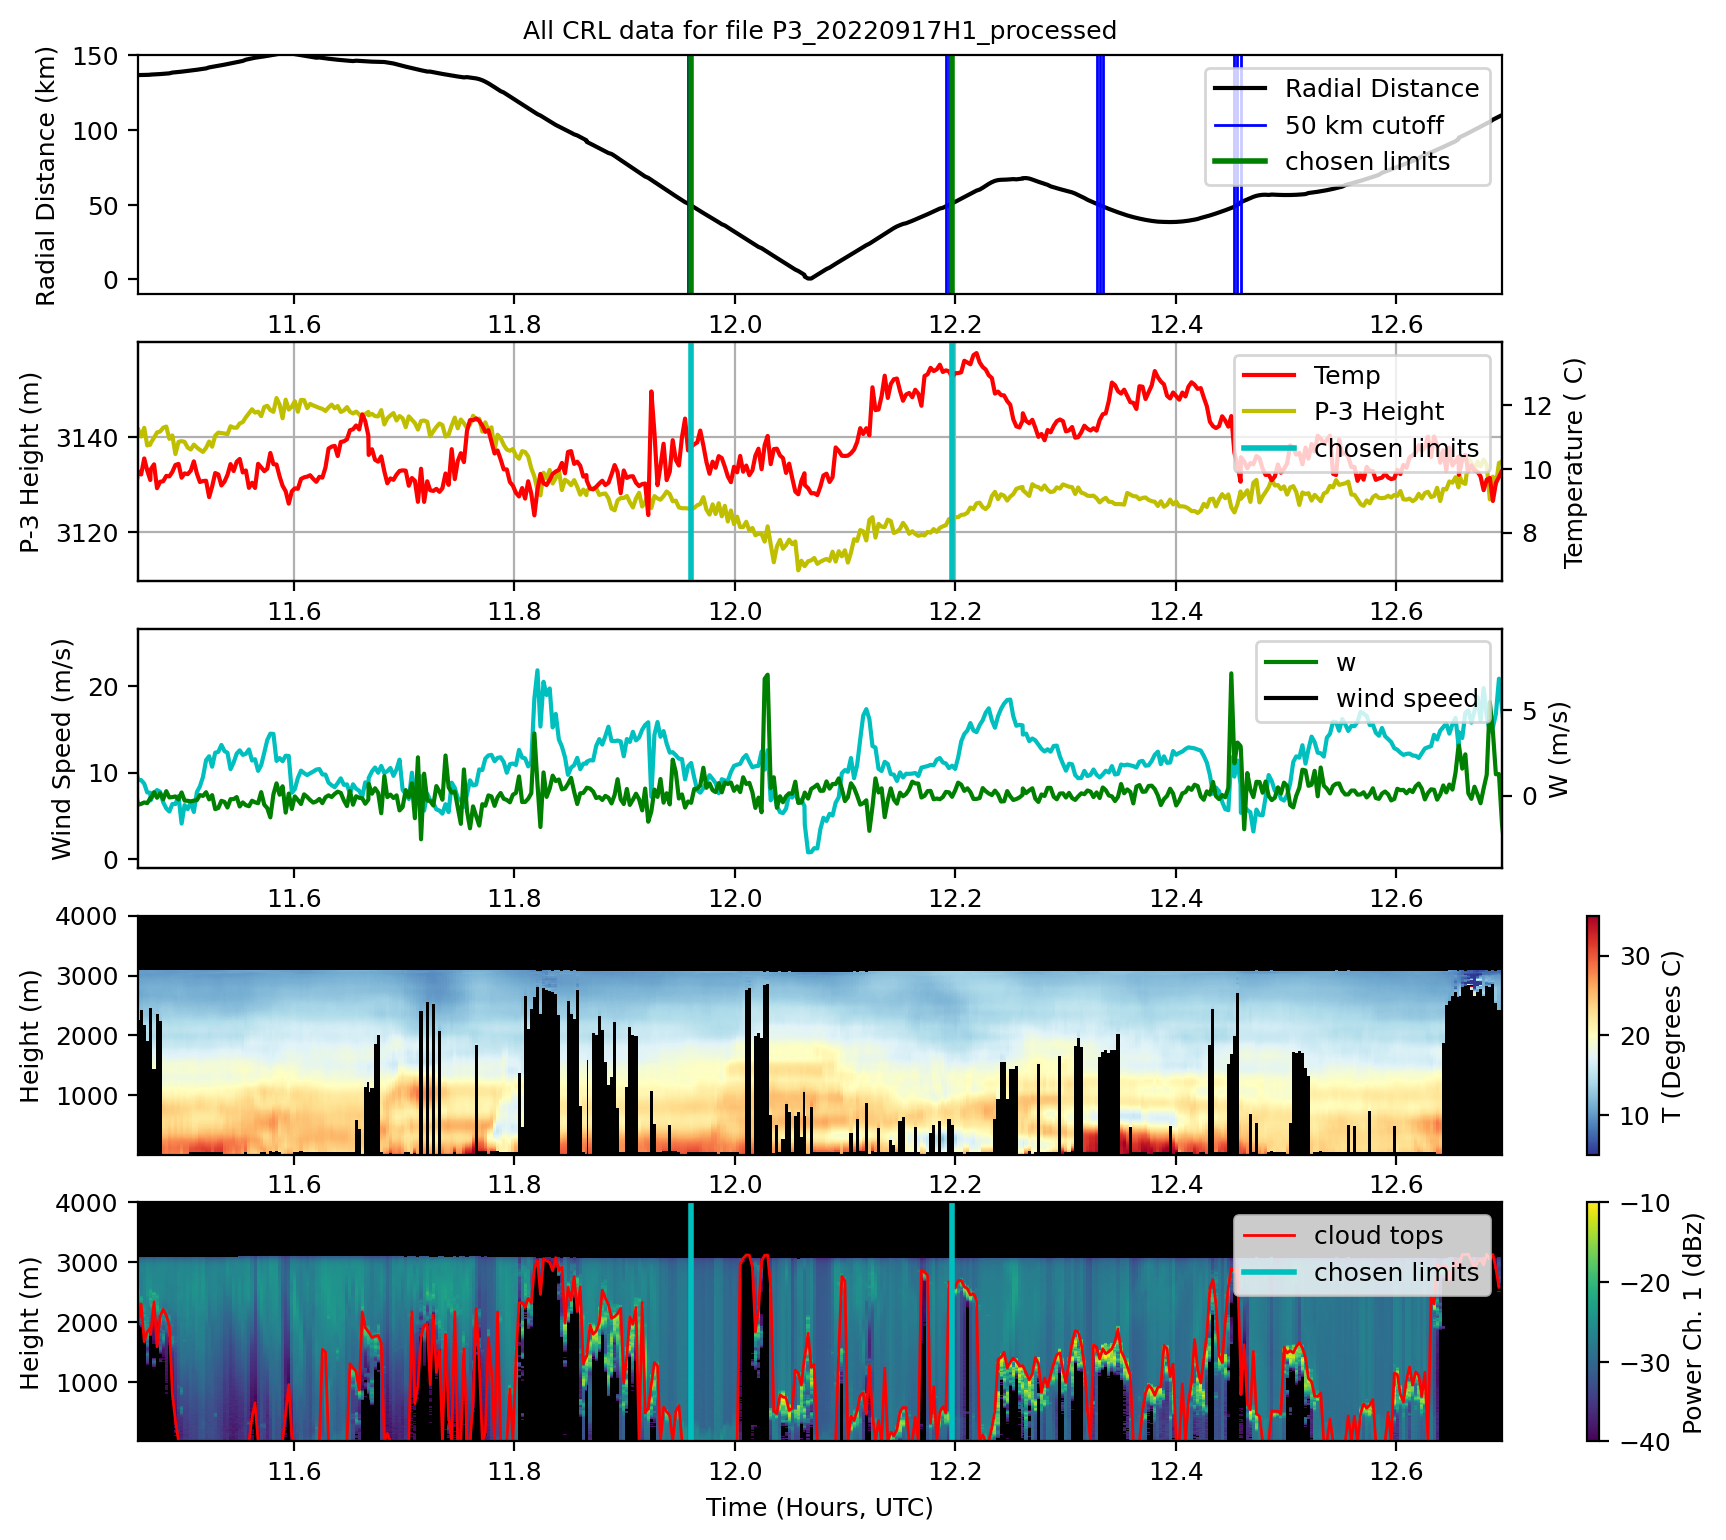 All CRL data for file P3_20220917H1_processed
Radial Distance (km)
150
100
50
0
Radial Distance
50 km cutoff
chosen limits
11.6 11.8 12.0 12.2 12.4 12.6
P-3 Height (m)
3140
3120
Temp
P-3 Height
chosen limits
12
10
8
Temperature ( C)
11.6 11.8 12.0 12.2 12.4 12.6
Wind Speed (m/s)
20
10
0
w
wind speed
5
0
W (m/s)
11.6 11.8 12.0 12.2 12.4 12.6
Height (m)
4000
3000
2000
1000
30
20
10
T (Degrees C)
11.6 11.8 12.0 12.2 12.4 12.6
Height (m)
4000
3000
2000
1000
cloud tops
chosen limits
−10
−20
−30
−40
Power Ch. 1 (dBz)
11.6 11.8 12.0 12.2 12.4 12.6
Time (Hours, UTC)